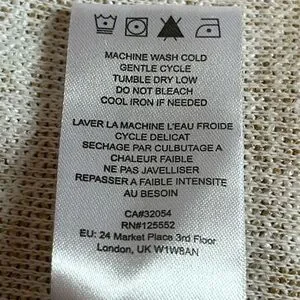 MACHINE WASH COLD
GENTLE CYCLE
TUMBLE DRY LOW
DO NOT BLEACH
COOL IRON IF NEEDED
LAVER LA MACHINE L'EAU FROIDE
CYCLE DELICAT
SECHAGE PAR CULBUTAGE A
CHALEUR FAIBLE
NE PAS JAVELLISER
REPASSER A FAIBLE INTENSITE
AU BESOIN
CA#32054
RN#125552
EU: 24 Market Place 3rd Floor
London, UK W1W8AN